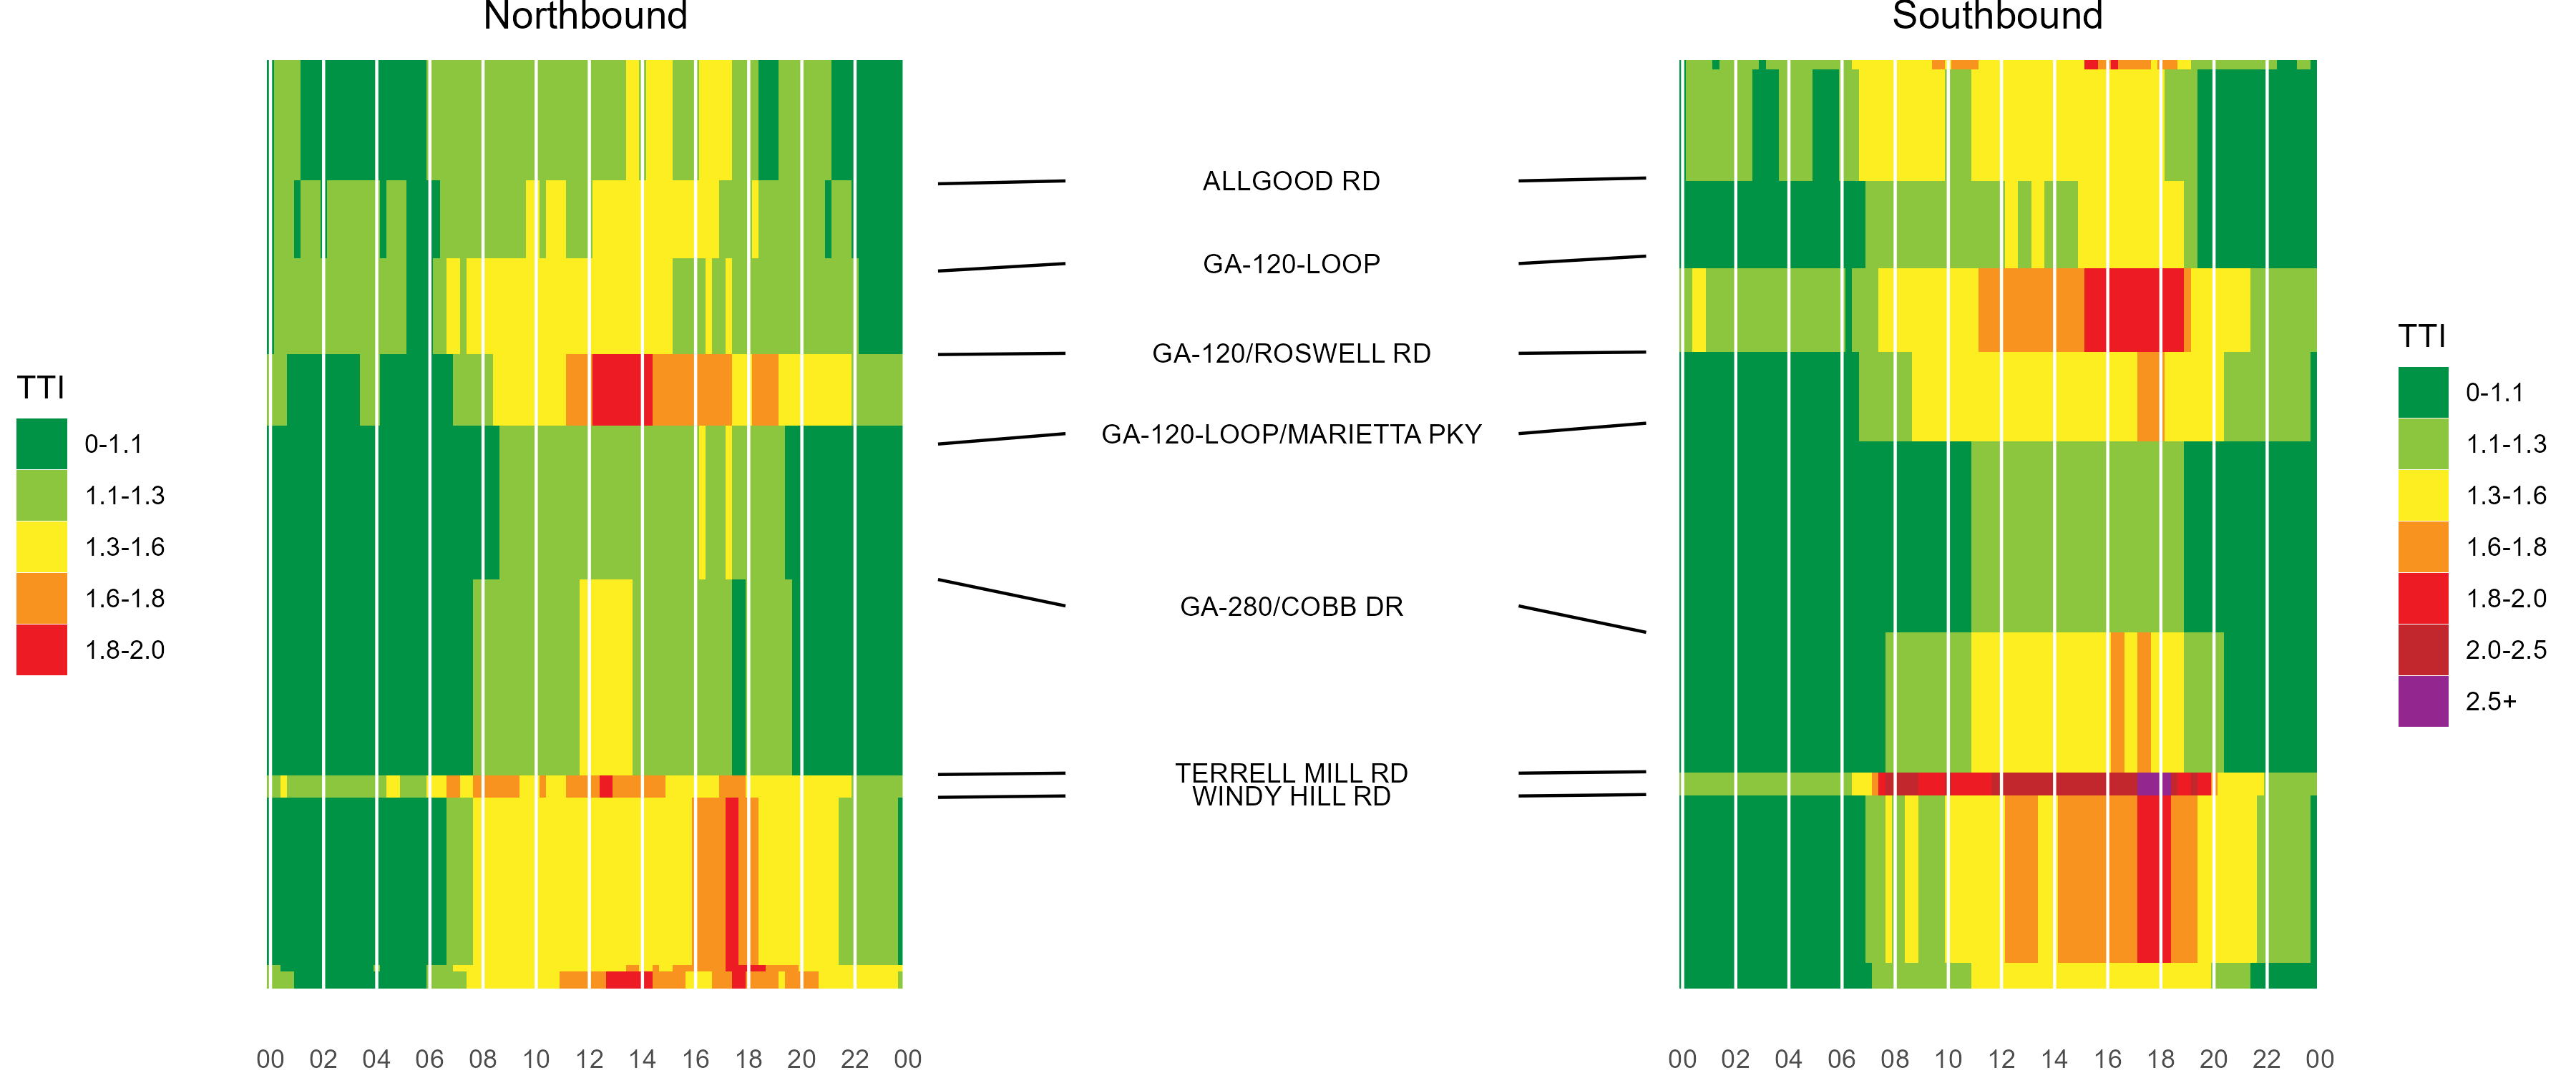 Northbound
Southbound
ALLGOOD RD
GA-120-LOOP
GA-120/ROSWELL RD
GA-120-LOOP/MARIETTA PKY
GA-280/COBB DR
TERRELL MILL RD
WINDY HILL RD
TTI
0-1.1
1.1-1.3
1.3-1.6
1.6-1.8
1.8-2.0
TTI
0-1.1
1.1-1.3
1.3-1.6
1.6-1.8
1.8-2.0
2.0-2.5
2.5+
00 02 04 06 08 10 12 14 16 18 20 22 00
00 02 04 06 08 10 12 14 16 18 20 22 00